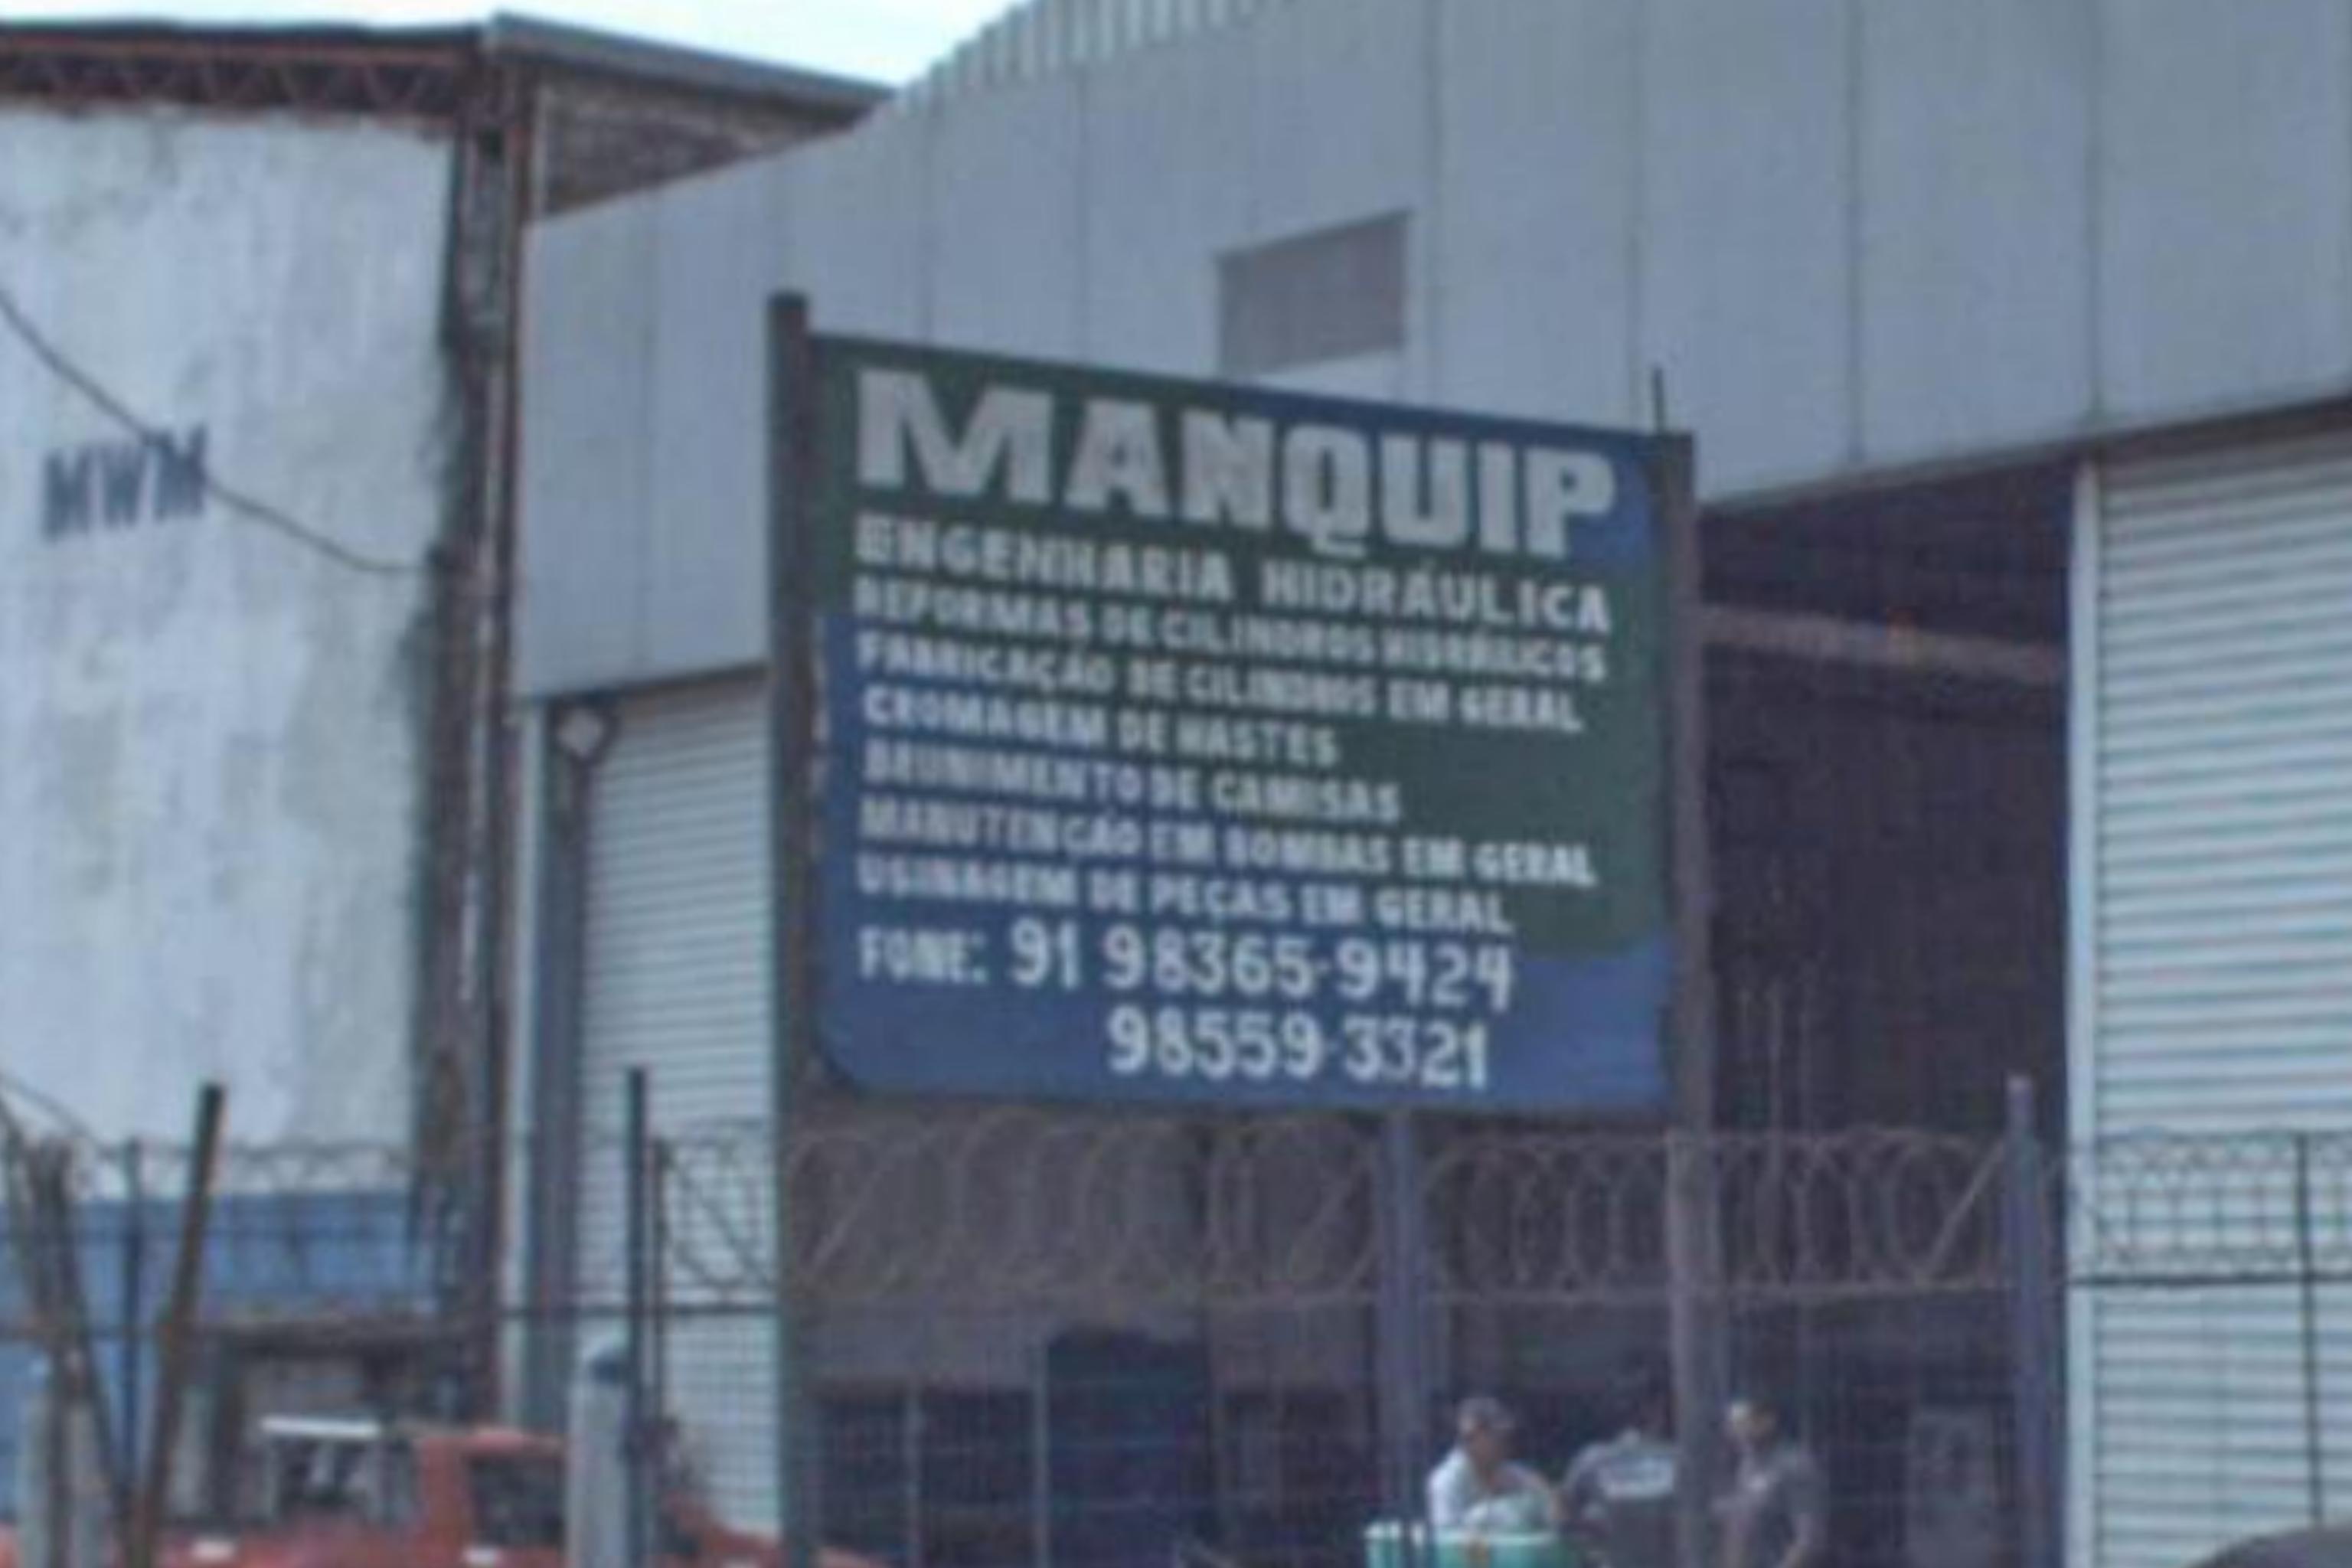 MWM
MANQUIP
ENGENHARIA HIDRÁULICA
REFORMAS DE CILINDROS HIDRÁULICOS
FABRICAÇÃO DE CILINDROS EM GERAL
CROMAGEM DE HASTES
BRUNIMENTO DE CAMISAS
MANUTENÇÃO EM BOMBAS EM GERAL
USINAGEM DE PEÇAS EM GERAL
FONE: 91 98365-9424
98559-3321